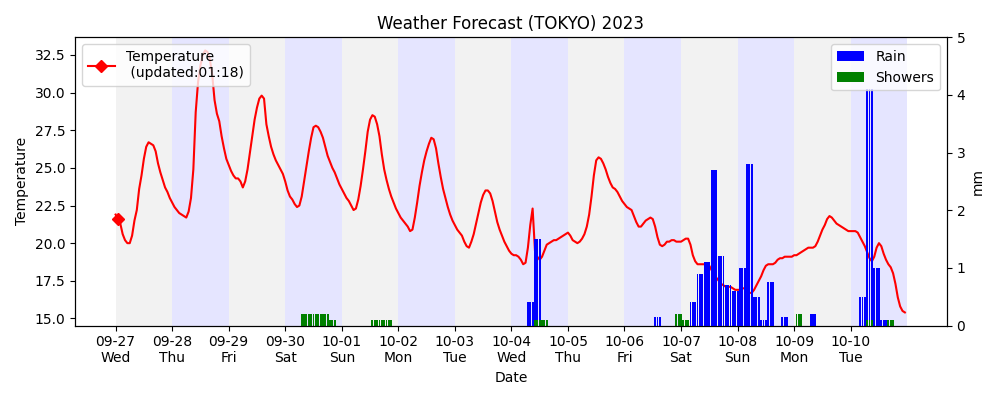 Weather Forecast (TOKYO) 2023
Temperature
(updated:01:18)
Rain
Showers
Temperature
32.5
30.0
27.5
25.0
22.5
20.0
17.5
15.0
5
4
3
2
1
0
mm
09-27 09-28 09-29 09-30 10-01 10-02 10-03 10-04 10-05 10-06 10-07 10-08 10-09 10-10
Wed Thu Fri Sat Sun Mon Tue Wed Thu Fri Sat Sun Mon Tue
Date